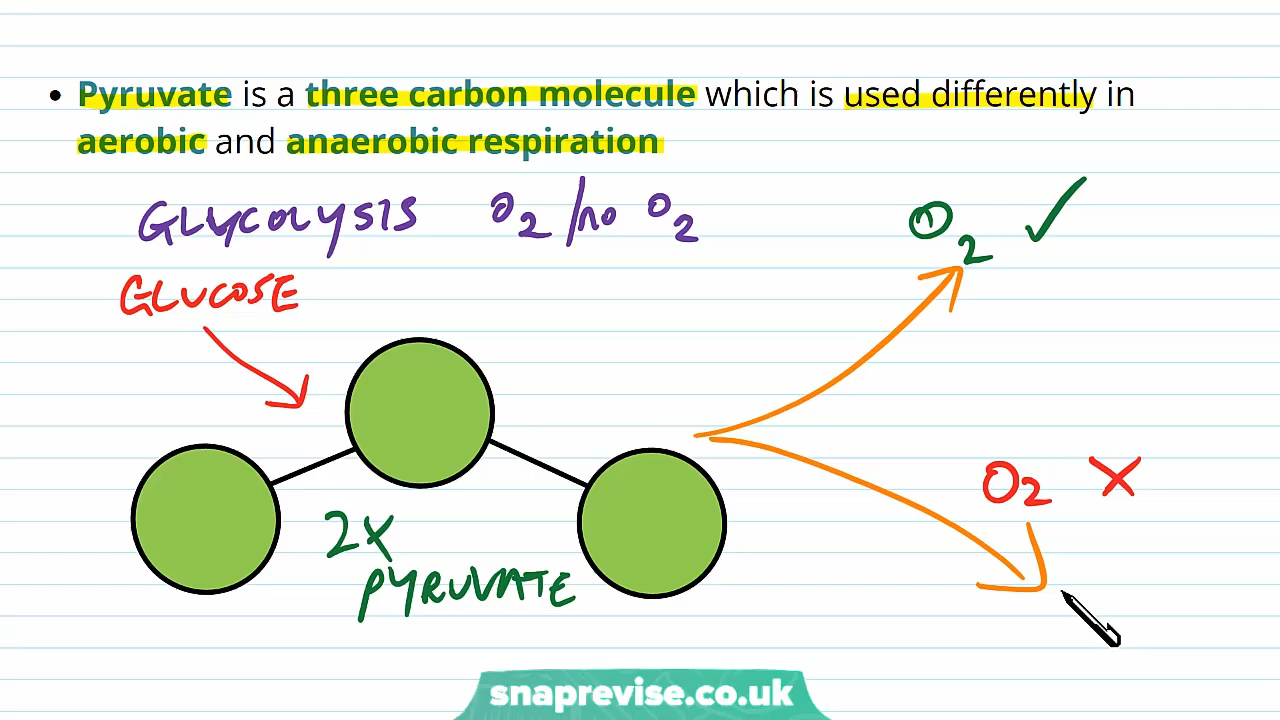 • Pyruvate is a three carbon molecule which is used differently in
aerobic and anaerobic respiration
GLYCOLYSIS O2 / no O2
O2 ✓
GLUCOSE
O2 X
2x
PYRUVATE
snaprevise.co.uk